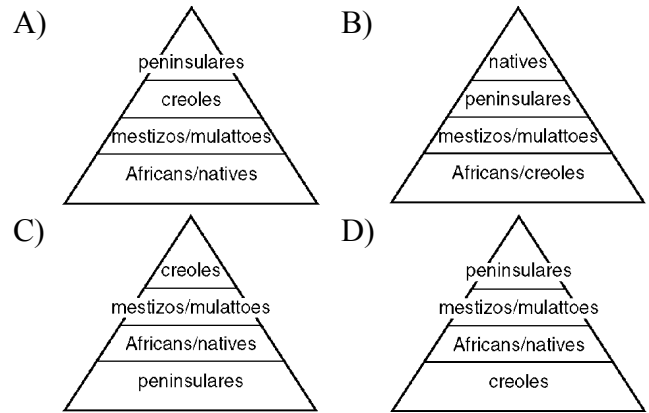 A)
peninsulares
creoles
mestizos/mulattoes
Africans/natives
B)
natives
peninsulares
mestizos/mulattoes
Africans/creoles
C)
creoles
mestizos/mulattoes
Africans/natives
peninsulares
D)
peninsulares
mestizos/mulattoes
Africans/natives
creoles